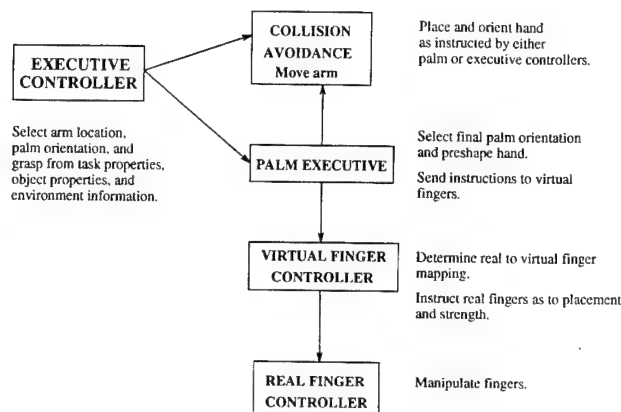 COLLISION
AVOIDANCE
Move arm
Place and orient hand
as instructed by either
palm or executive controllers.
EXECUTIVE
CONTROLLER
Select arm location,
palm orientation, and
grasp from task properties,
object properties, and
environment information.
PALM EXECUTIVE
Select final palm orientation
and preshape hand.
Send instructions to virtual
fingers.
VIRTUAL FINGER
CONTROLLER
Determine real to virtual finger
mapping.
Instruct real fingers as to placement
and strength.
REAL FINGER
CONTROLLER
Manipulate fingers.